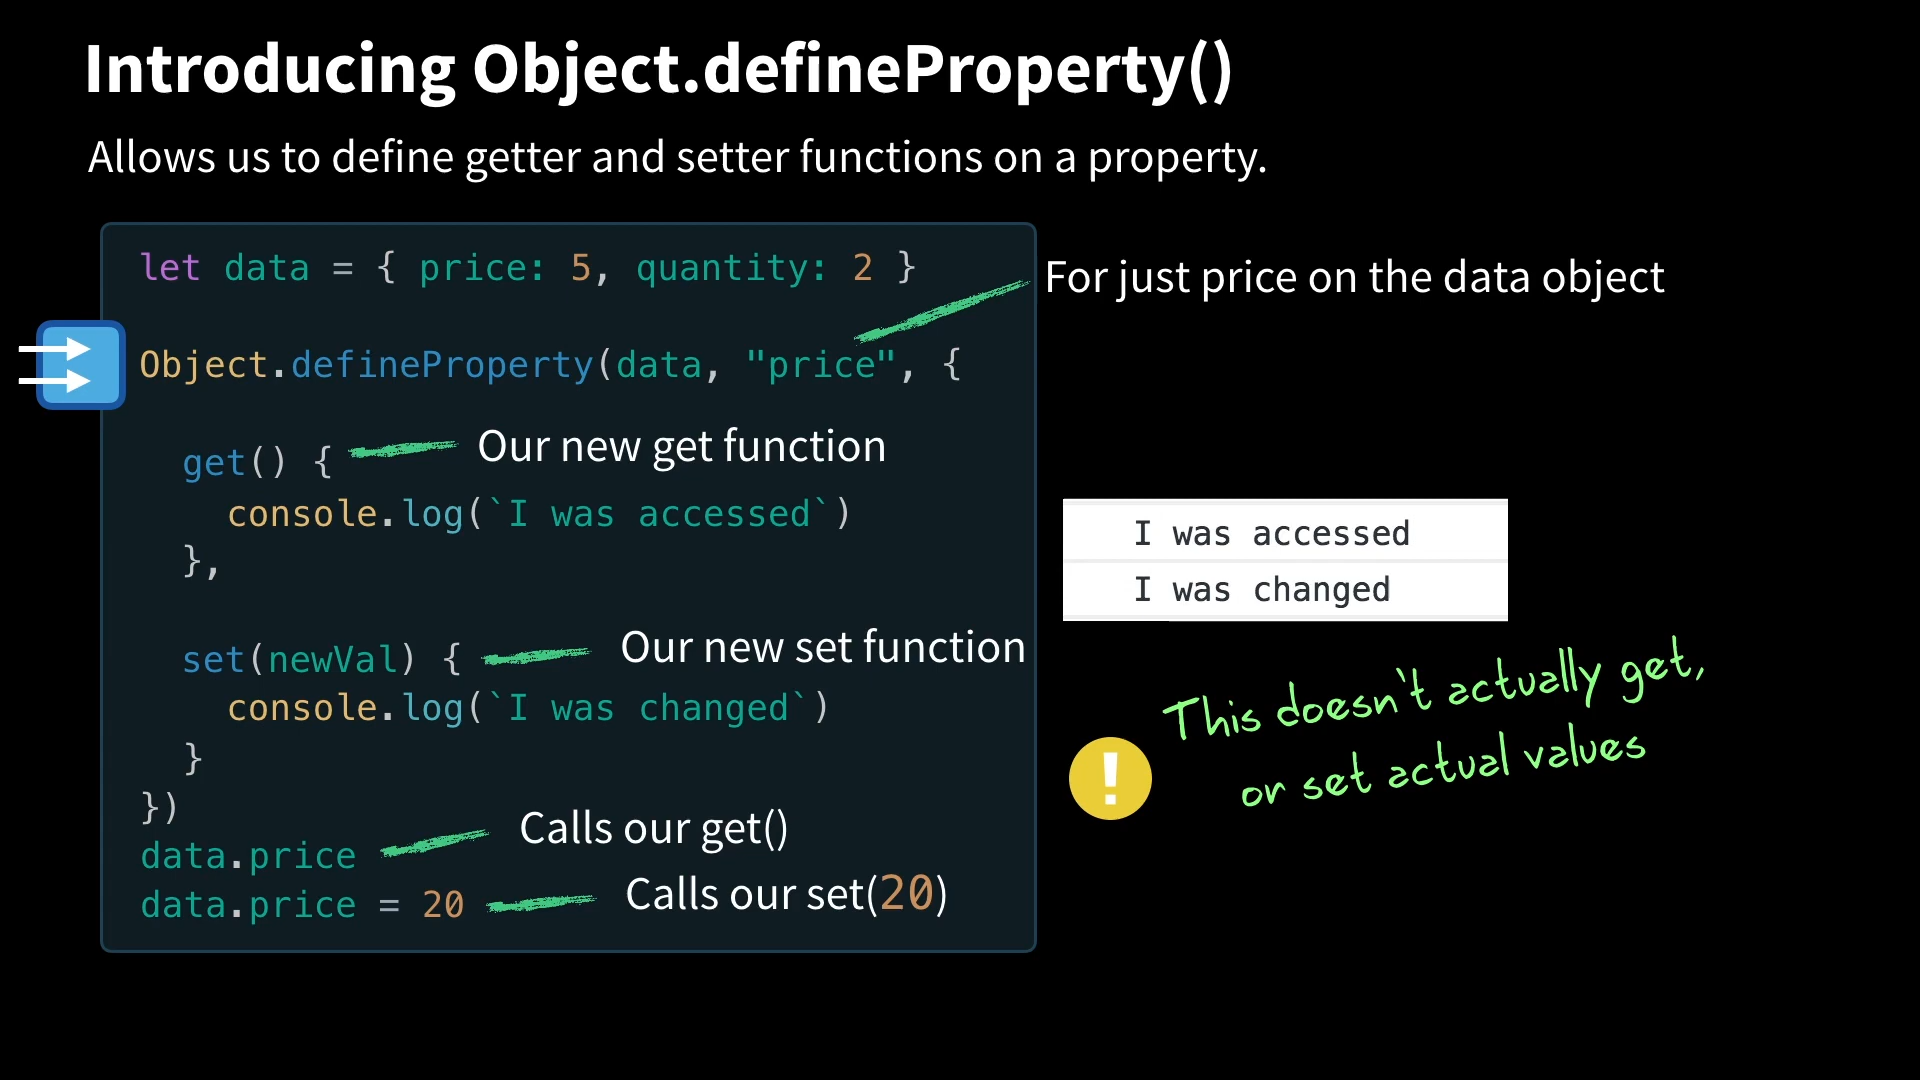 Introducing Object.defineProperty()
Allows us to define getter and setter functions on a property.
let data = { price: 5, quantity: 2 }
For just price on the data object
Object.defineProperty(data, "price", {
get() { Our new get function
console.log(`I was accessed`)
},
set(newVal) { Our new set function
console.log(`I was changed`)
}
})
data.price Calls our get()
data.price = 20 Calls our set(20)
I was accessed
I was changed
This doesn't actually get,
or set actual values
!